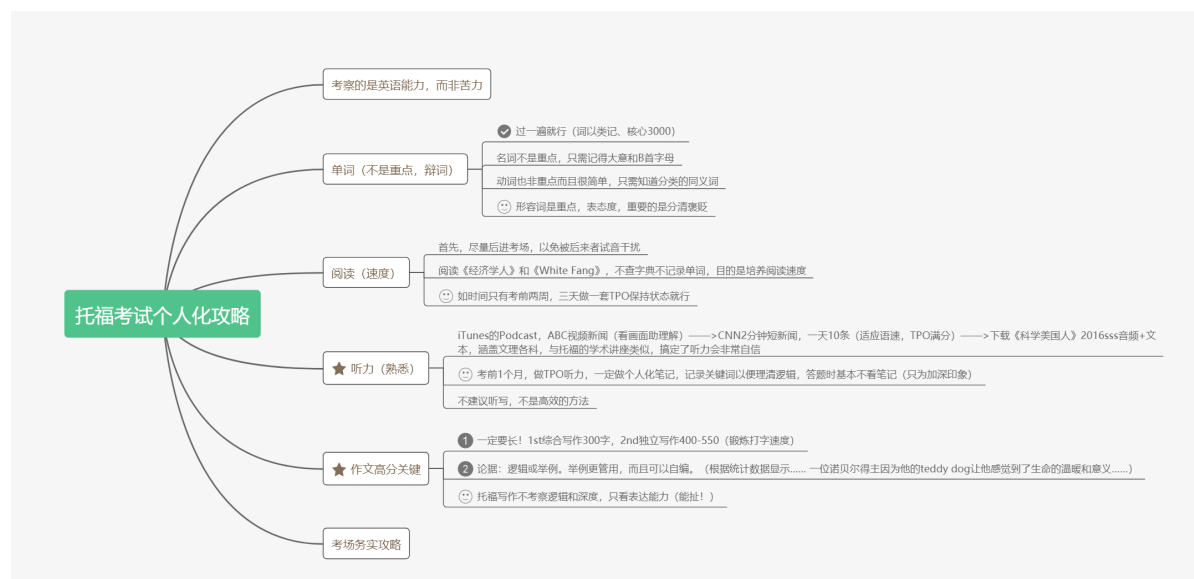 考察的是英语能力，而非苦力
单词（不是重点，辩词）
过一遍就行（词以类记、核心3000）
名词不是重点，只需记得大意和B首字母
动词也非重点而且很简单，只需知道分类的同义词
形容词是重点，表态度，重要的是分清褒贬
阅读（速度）
首先，尽量后进考场，以免被后来者试音干扰
阅读《经济学人》和《White Fang》，不查字典不记录单词，目的是培养阅读速度
如时间只有考前两周，三天做一套TPO保持状态就行
托福考试个人化攻略
听力（熟悉）
iTunes的Podcast，ABC视频新闻（看画面助理解）——>CNN2分钟短新闻，一天10条（适应语速，TPO满分）——>下载《科学美国人》2016sss音频+文
本，涵盖文理各科，与托福的学术讲座类似，搞定了听力会非常自信
考前1个月，做TPO听力，一定做个人化笔记，记录关键词以便理清逻辑，答题时基本不看笔记（只为加深印象）
不建议听写，不是高效的方法
作文高分关键
1 一定要长！1st综合写作300字，2nd独立写作400-550（锻炼打字速度）
2 论据：逻辑或举例。举例更管用，而且可以自编。（根据统计数据显示...... 一位诺贝尔得主因为他的teddy dog让他感觉到了生命的温暖和意义......）
托福写作不考察逻辑和深度，只看表达能力（能扯！）
考场务实攻略